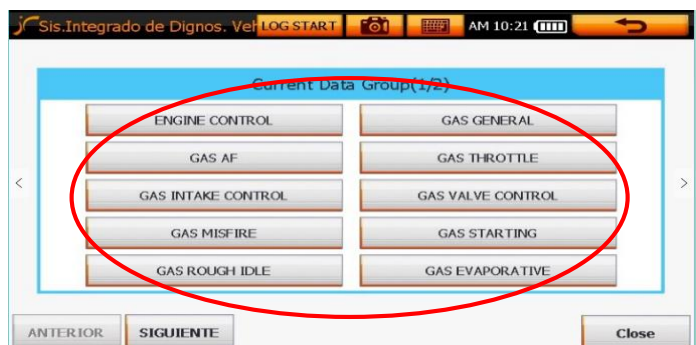 Sis.Integrado de Dignos. Veh LOG START AM 10:21
Current Data Group(1/2)
ENGINE CONTROL GAS GENERAL
GAS AF GAS THROTTLE
GAS INTAKE CONTROL GAS VALVE CONTROL
GAS MISFIRE GAS STARTING
GAS ROUGH IDLE GAS EVAPORATIVE
ANTERIOR SIGUIENTE Close